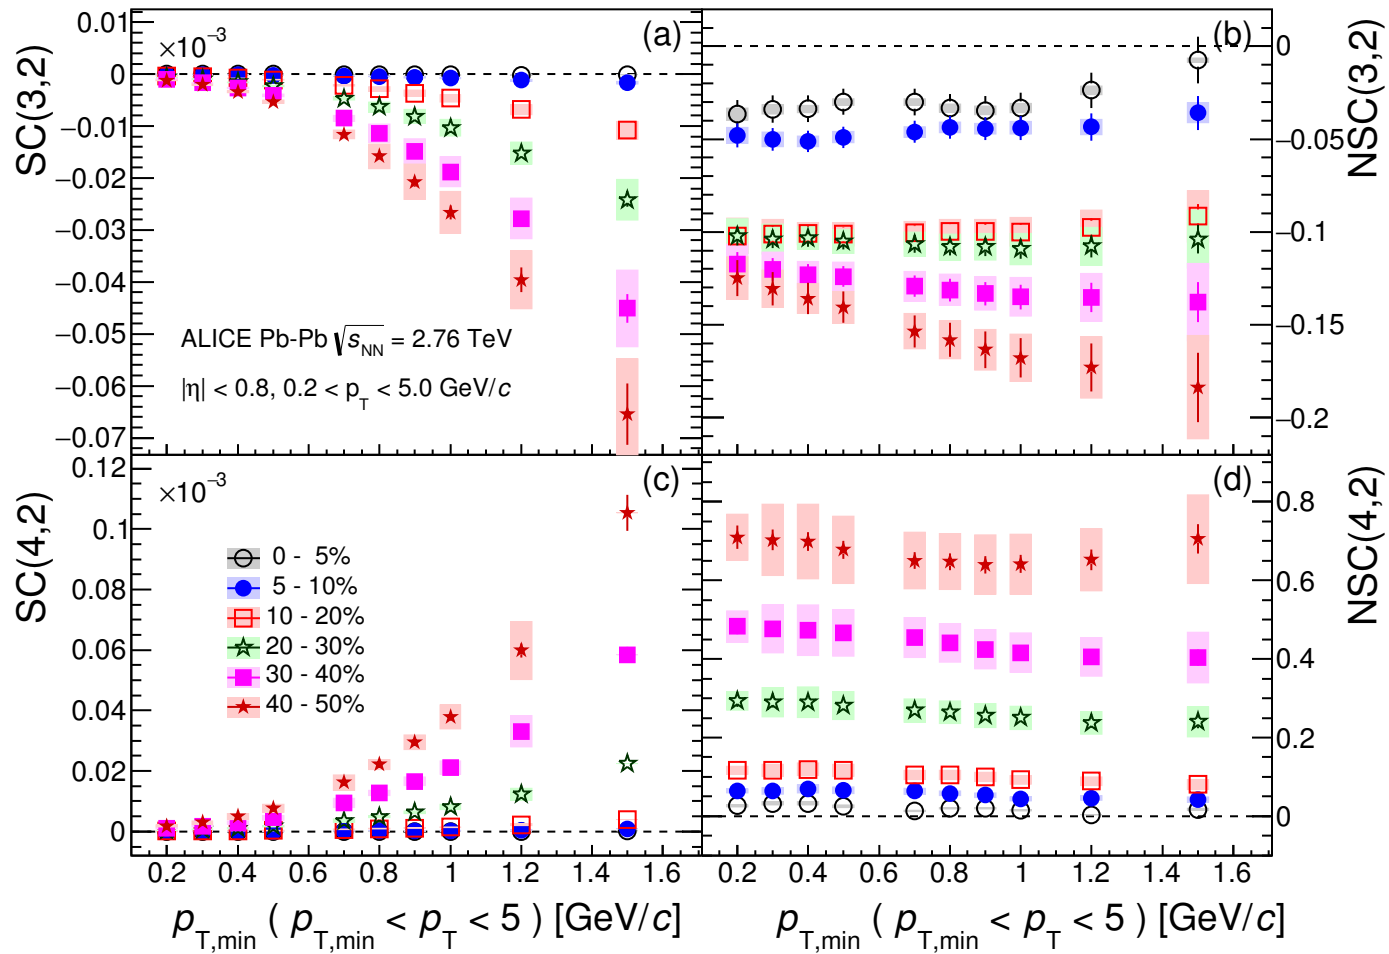 SC(3,2)
0.01
0
−0.01
−0.02
−0.03
−0.04
−0.05
−0.06
−0.07
×10⁻³
(a)
ALICE Pb-Pb √s_NN = 2.76 TeV
|η| < 0.8, 0.2 < p_T < 5.0 GeV/c
(b)
0
−0.05
−0.1
−0.15
−0.2
NSC(3,2)
SC(4,2)
0.12
0.1
0.08
0.06
0.04
0.02
0
×10⁻³
(c)
0 - 5%
5 - 10%
10 - 20%
20 - 30%
30 - 40%
40 - 50%
0.2 0.4 0.6 0.8 1 1.2 1.4 1.6
p_T,min ( p_T,min < p_T < 5 ) [GeV/c]
(d)
0.8
0.6
0.4
0.2
0
NSC(4,2)
0.2 0.4 0.6 0.8 1 1.2 1.4 1.6
p_T,min ( p_T,min < p_T < 5 ) [GeV/c]